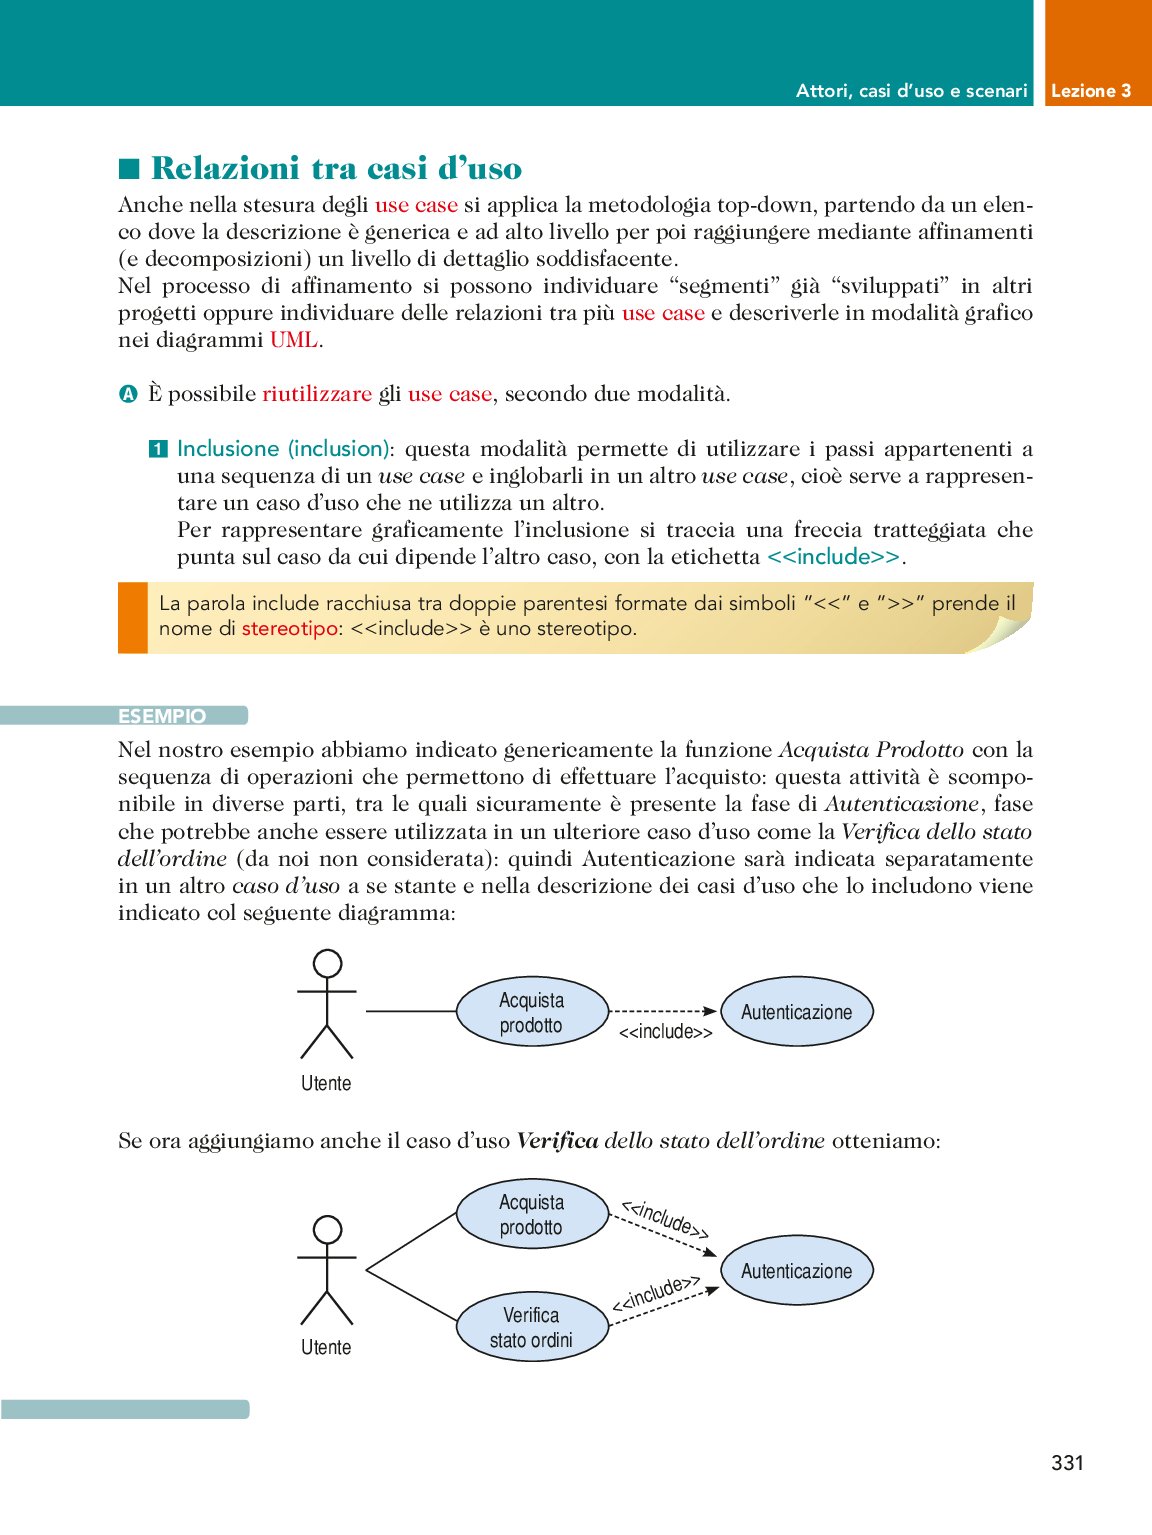 Attori, casi d’uso e scenari Lezione 3
Relazioni tra casi d’uso
Anche nella stesura degli use case si applica la metodologia top-down, partendo da un elen-
co dove la descrizione è generica e ad alto livello per poi raggiungere mediante affinamenti
(e decomposizioni) un livello di dettaglio soddisfacente.
Nel processo di affinamento si possono individuare “segmenti” già “sviluppati” in altri
progetti oppure individuare delle relazioni tra più use case e descriverle in modalità grafico
nei diagrammi UML.
A È possibile riutilizzare gli use case, secondo due modalità.
1 Inclusione (inclusion): questa modalità permette di utilizzare i passi appartenenti a
una sequenza di un use case e inglobarli in un altro use case, cioè serve a rappresen-
tare un caso d’uso che ne utilizza un altro.
Per rappresentare graficamente l’inclusione si traccia una freccia tratteggiata che
punta sul caso da cui dipende l’altro caso, con la etichetta <<include>>.
La parola include racchiusa tra doppie parentesi formate dai simboli ”<<” e ”>>” prende il
nome di stereotipo: <<include>> è uno stereotipo.
ESEMPIO
Nel nostro esempio abbiamo indicato genericamente la funzione Acquista Prodotto con la
sequenza di operazioni che permettono di effettuare l’acquisto: questa attività è scompo-
nibile in diverse parti, tra le quali sicuramente è presente la fase di Autenticazione, fase
che potrebbe anche essere utilizzata in un ulteriore caso d’uso come la Verifica dello stato
dell’ordine (da noi non considerata): quindi Autenticazione sarà indicata separatamente
in un altro caso d’uso a se stante e nella descrizione dei casi d’uso che lo includono viene
indicato col seguente diagramma:
Acquista
prodotto
<<include>>
Autenticazione
Utente
Se ora aggiungiamo anche il caso d’uso Verifica dello stato dell’ordine otteniamo:
Acquista
prodotto
<<include>>
Autenticazione
<<include>>
Verifica
stato ordini
Utente
331